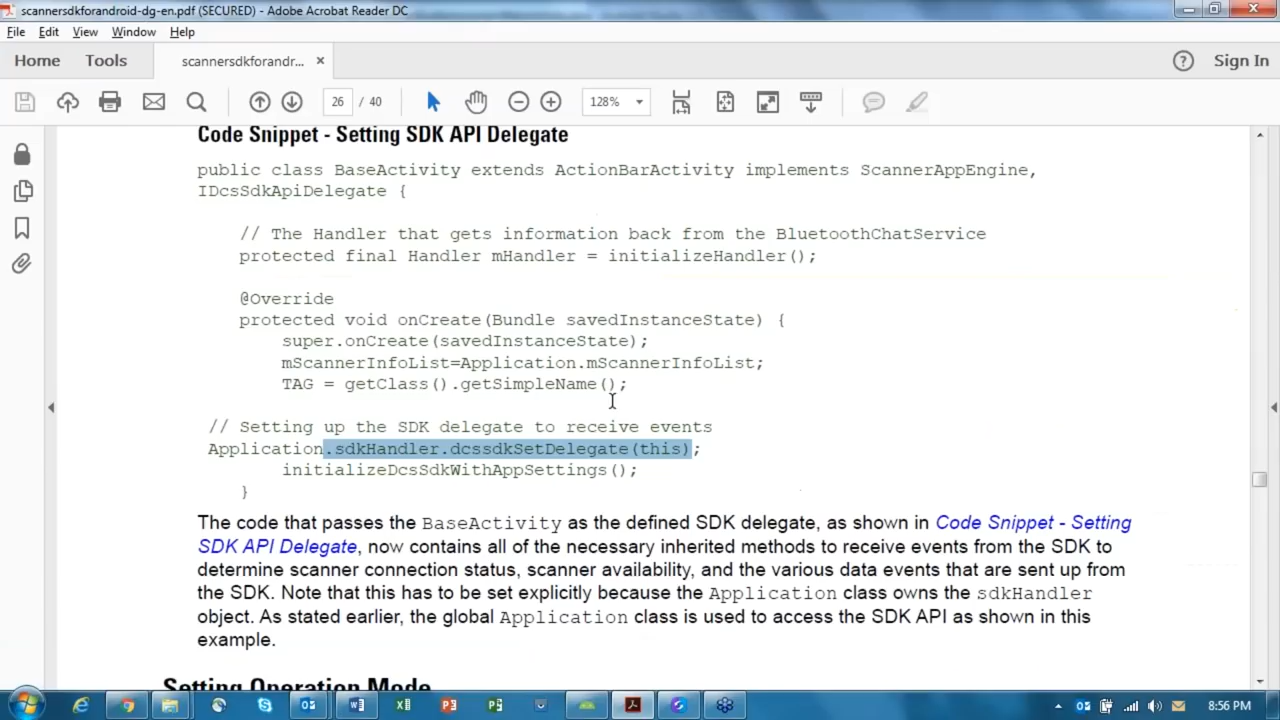 scannersdkforandroid-dg-en.pdf (SECURED) - Adobe Acrobat Reader DC
File Edit View Window Help
Home Tools scannersdkforandr... × Sign In
26 / 40 128%
Code Snippet - Setting SDK API Delegate
public class BaseActivity extends ActionBarActivity implements ScannerAppEngine,
IDcsSdkApiDelegate {
// The Handler that gets information back from the BluetoothChatService
protected final Handler mHandler = initializeHandler();
@Override
protected void onCreate(Bundle savedInstanceState) {
super.onCreate(savedInstanceState);
mScannerInfoList=Application.mScannerInfoList;
TAG = getClass().getSimpleName();
// Setting up the SDK delegate to receive events
Application.sdkHandler.dcssdkSetDelegate(this);
initializeDcsSdkWithAppSettings();
}
The code that passes the BaseActivity as the defined SDK delegate, as shown in Code Snippet - Setting
SDK API Delegate, now contains all of the necessary inherited methods to receive events from the SDK to
determine scanner connection status, scanner availability, and the various data events that are sent up from
the SDK. Note that this has to be set explicitly because the Application class owns the sdkHandler
object. As stated earlier, the global Application class is used to access the SDK API as shown in this
example.
Setting Operation Mode
8:56 PM